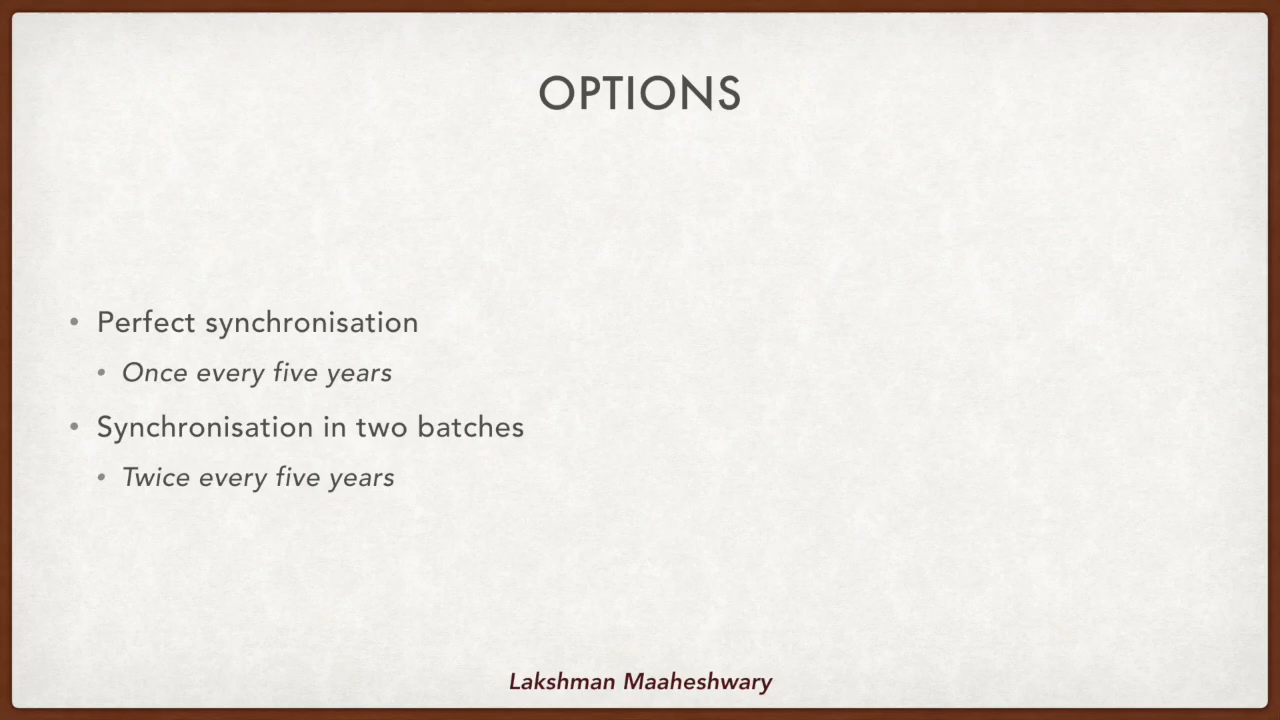 OPTIONS
• Perfect synchronisation
• Once every five years
• Synchronisation in two batches
• Twice every five years
Lakshman Maaheshwary